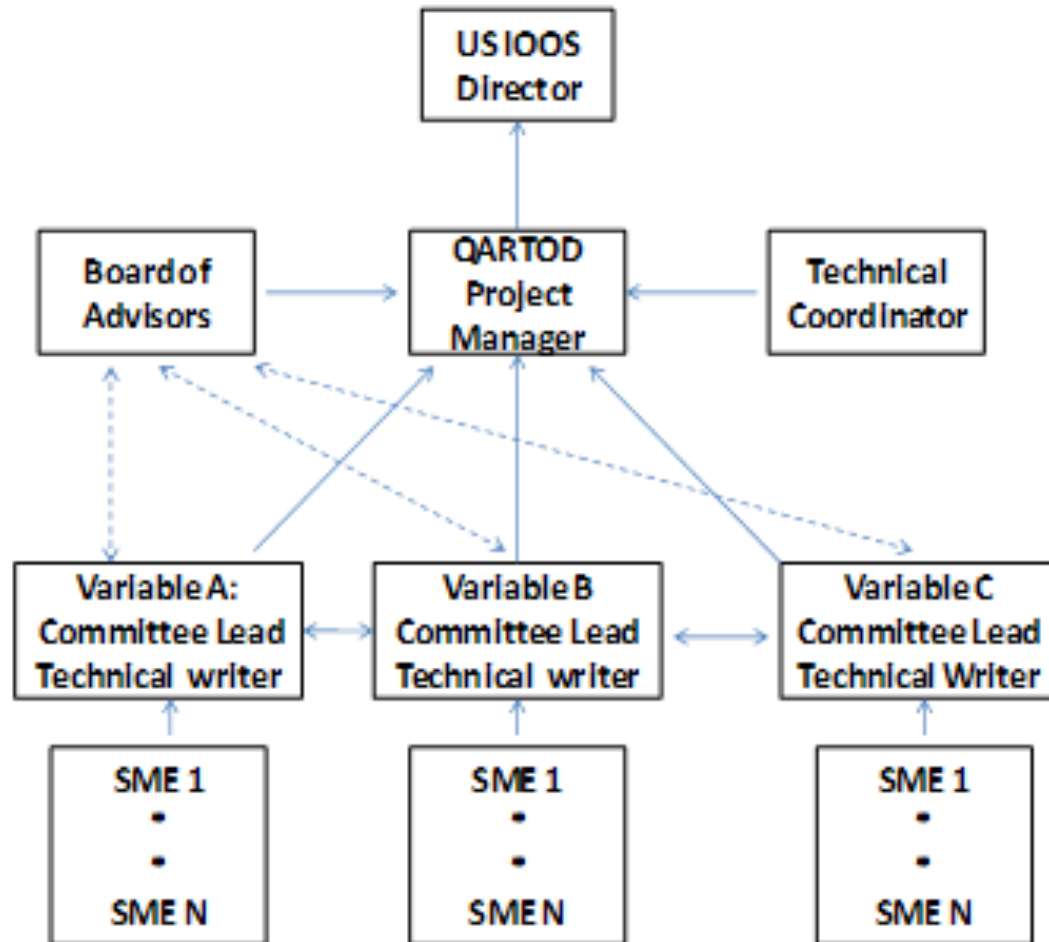 US IOOS
Director
Board of
Advisors
QARTOD
Project
Manager
Technical
Coordinator
Variable A:
Committee Lead
Technical writer
Variable B
Committee Lead
Technical writer
Variable C
Committee Lead
Technical Writer
SME 1
•
•
SME N
SME 1
•
•
SME N
SME 1
•
•
SME N